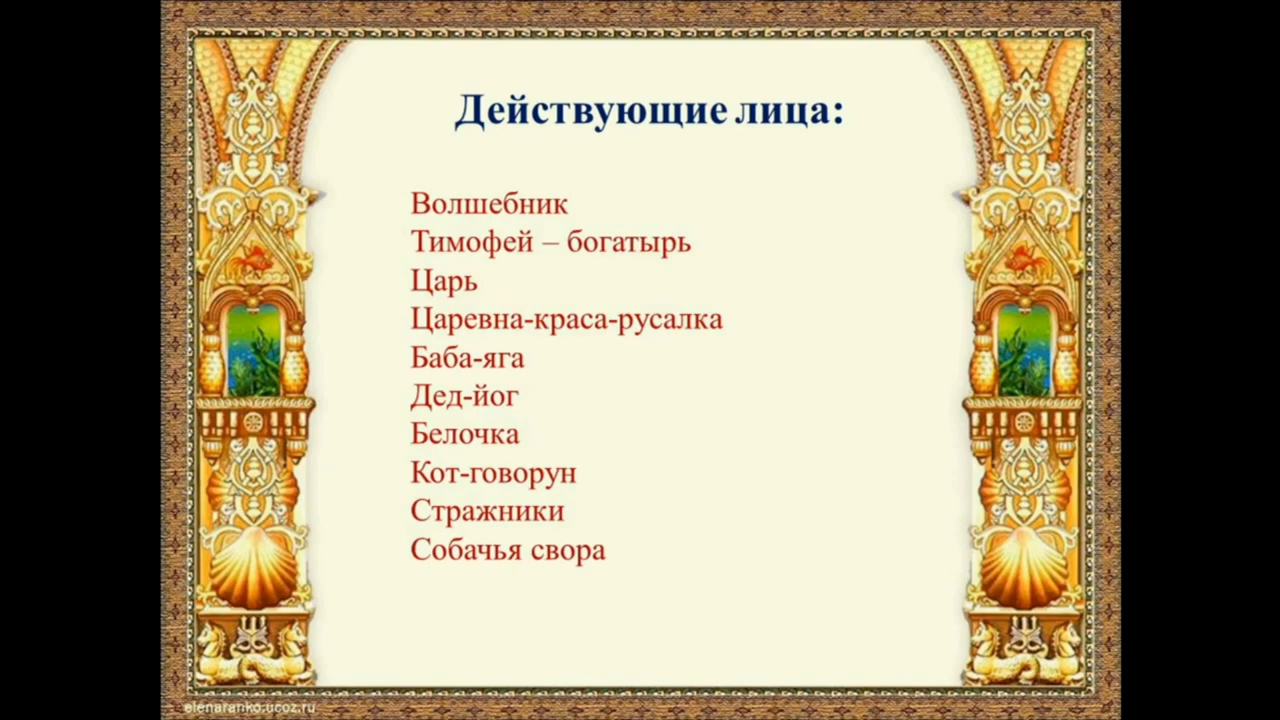 Действующие лица:
Волшебник
Тимофей – богатырь
Царь
Царевна-краса-русалка
Баба-яга
Дед-йог
Белочка
Кот-говорун
Стражники
Собачья свора
elenaranko.ucoz.ru